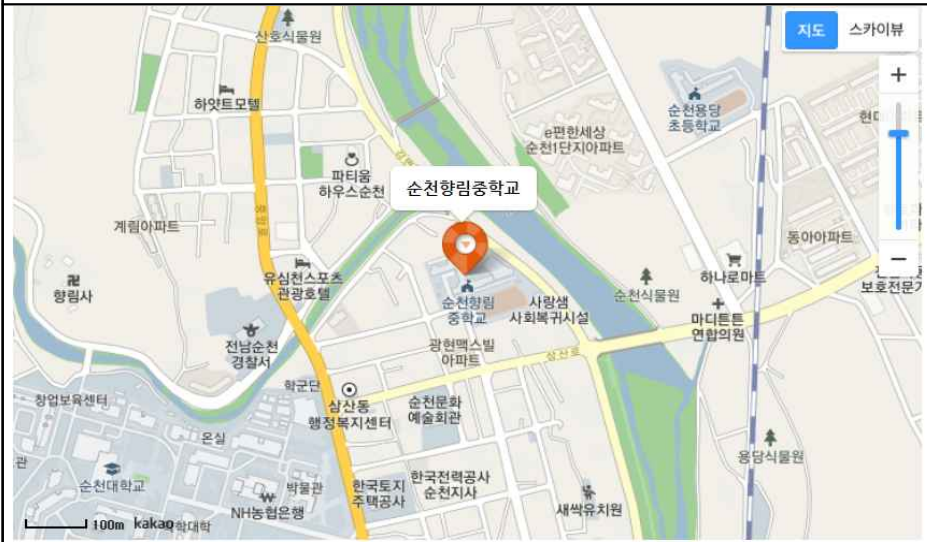 산호식물원
지도
스카이뷰
하얏트모텔
순천용당
초등학교
e편한세상
순천1단지아파트
파티움
하우스순천
순천향림중학교
계림아파트
중앙로
동아아파트
유심천스포츠
관광호텔
향림사
순천향림
중학교
사랑샘
사회복귀시설
순천식물원
하나로마트
보호전문기
마디튼튼
연합의원
전남순천
경찰서
광현맥스빌
아파트
삼산로
학군단
창업보육센터
삼산동
행정복지센터
순천문화
예술회관
온실
관
용당식물원
순천대학교
박물관
한국토지
주택공사
한국전력공사
순천지사
NH농협은행
새싹유치원
100m
kakao